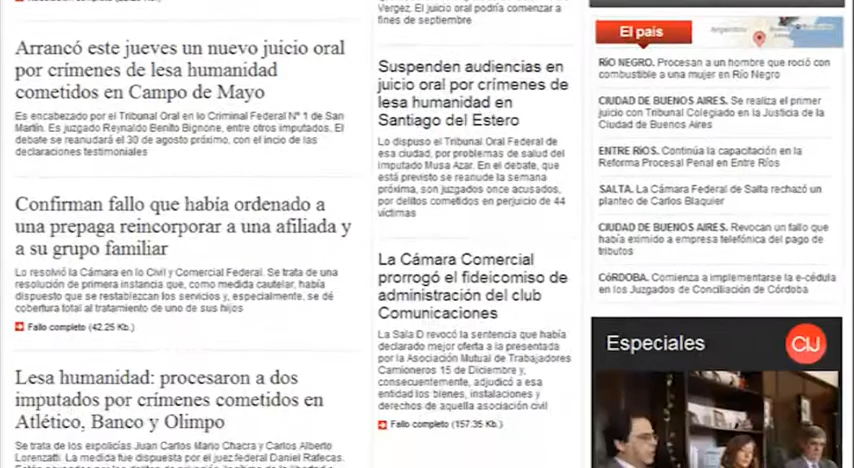 Arrancó este jueves un nuevo juicio oral
por crímenes de lesa humanidad
cometidos en Campo de Mayo
Es encabezado por el Tribunal Oral en lo Criminal Federal Nº 1 de San
Martín. Es juzgado Reynaldo Benito Bignone, entre otros imputados. El
debate se reanudará el 30 de agosto próximo, con el incio de las
declaraciones testimoniales
Confirman fallo que había ordenado a
una prepaga reincorporar a una afiliada y
a su grupo familiar
Lo resolvió la Cámara en lo Civil y Comercial Federal. Se trata de una
resolución de primera instancia que, como medida cautelar, había
dispuesto que se restablezcan los servicios y, especialmente, se dé
cobertura total al tratamiento de uno de sus hijos
Fallo completo (42.25 Kb.)
Lesa humanidad: procesaron a dos
imputados por crímenes cometidos en
Atlético, Banco y Olimpo
Se trata de los expolicías Juan Carlos Mario Chacra y Carlos Alberto
Lorenzatti. La medida fue dispuesta por el juez federal Daniel Rafecas.
Vergez. El juicio oral podría comenzar a
fines de septiembre
Suspenden audiencias en
juicio oral por crímenes de
lesa humanidad en
Santiago del Estero
Lo dispuso el Tribunal Oral Federal de
esa ciudad, por problemas de salud del
imputado Musa Azar. En el debate, que
está previsto se reanude la semana
próxima, son juzgados once acusados,
por delitos cometidos en perjuicio de 44
víctimas
La Cámara Comercial
prorrogó el fideicomiso de
administración del club
Comunicaciones
La Sala D revocó la sentencia que había
declarado mejor oferta a la presentada
por la Asociación Mutual de Trabajadores
Camioneros 15 de Diciembre y,
consecuentemente, adjudicó a esa
entidad los bienes, instalaciones y
derechos de aquella asociación civil
Fallo completo (157.35 Kb.)
El país
Argentina
RÍO NEGRO. Procesan a un hombre que roció con
combustible a una mujer en Río Negro
CIUDAD DE BUENOS AIRES. Se realiza el primer
juicio con Tribunal Colegiado en la Justicia de la
Ciudad de Buenos Aires
ENTRE RÍOS. Continúa la capacitación en la
Reforma Procesal Penal en Entre Ríos
SALTA. La Cámara Federal de Salta rechazó un
planteo de Carlos Blaquier
CIUDAD DE BUENOS AIRES. Revocan un fallo que
había eximido a empresa telefónica del pago de
tributos
CÓRDOBA. Comienza a implementarse la e-cédula
en los Juzgados de Conciliación de Córdoba
Especiales
CIJ